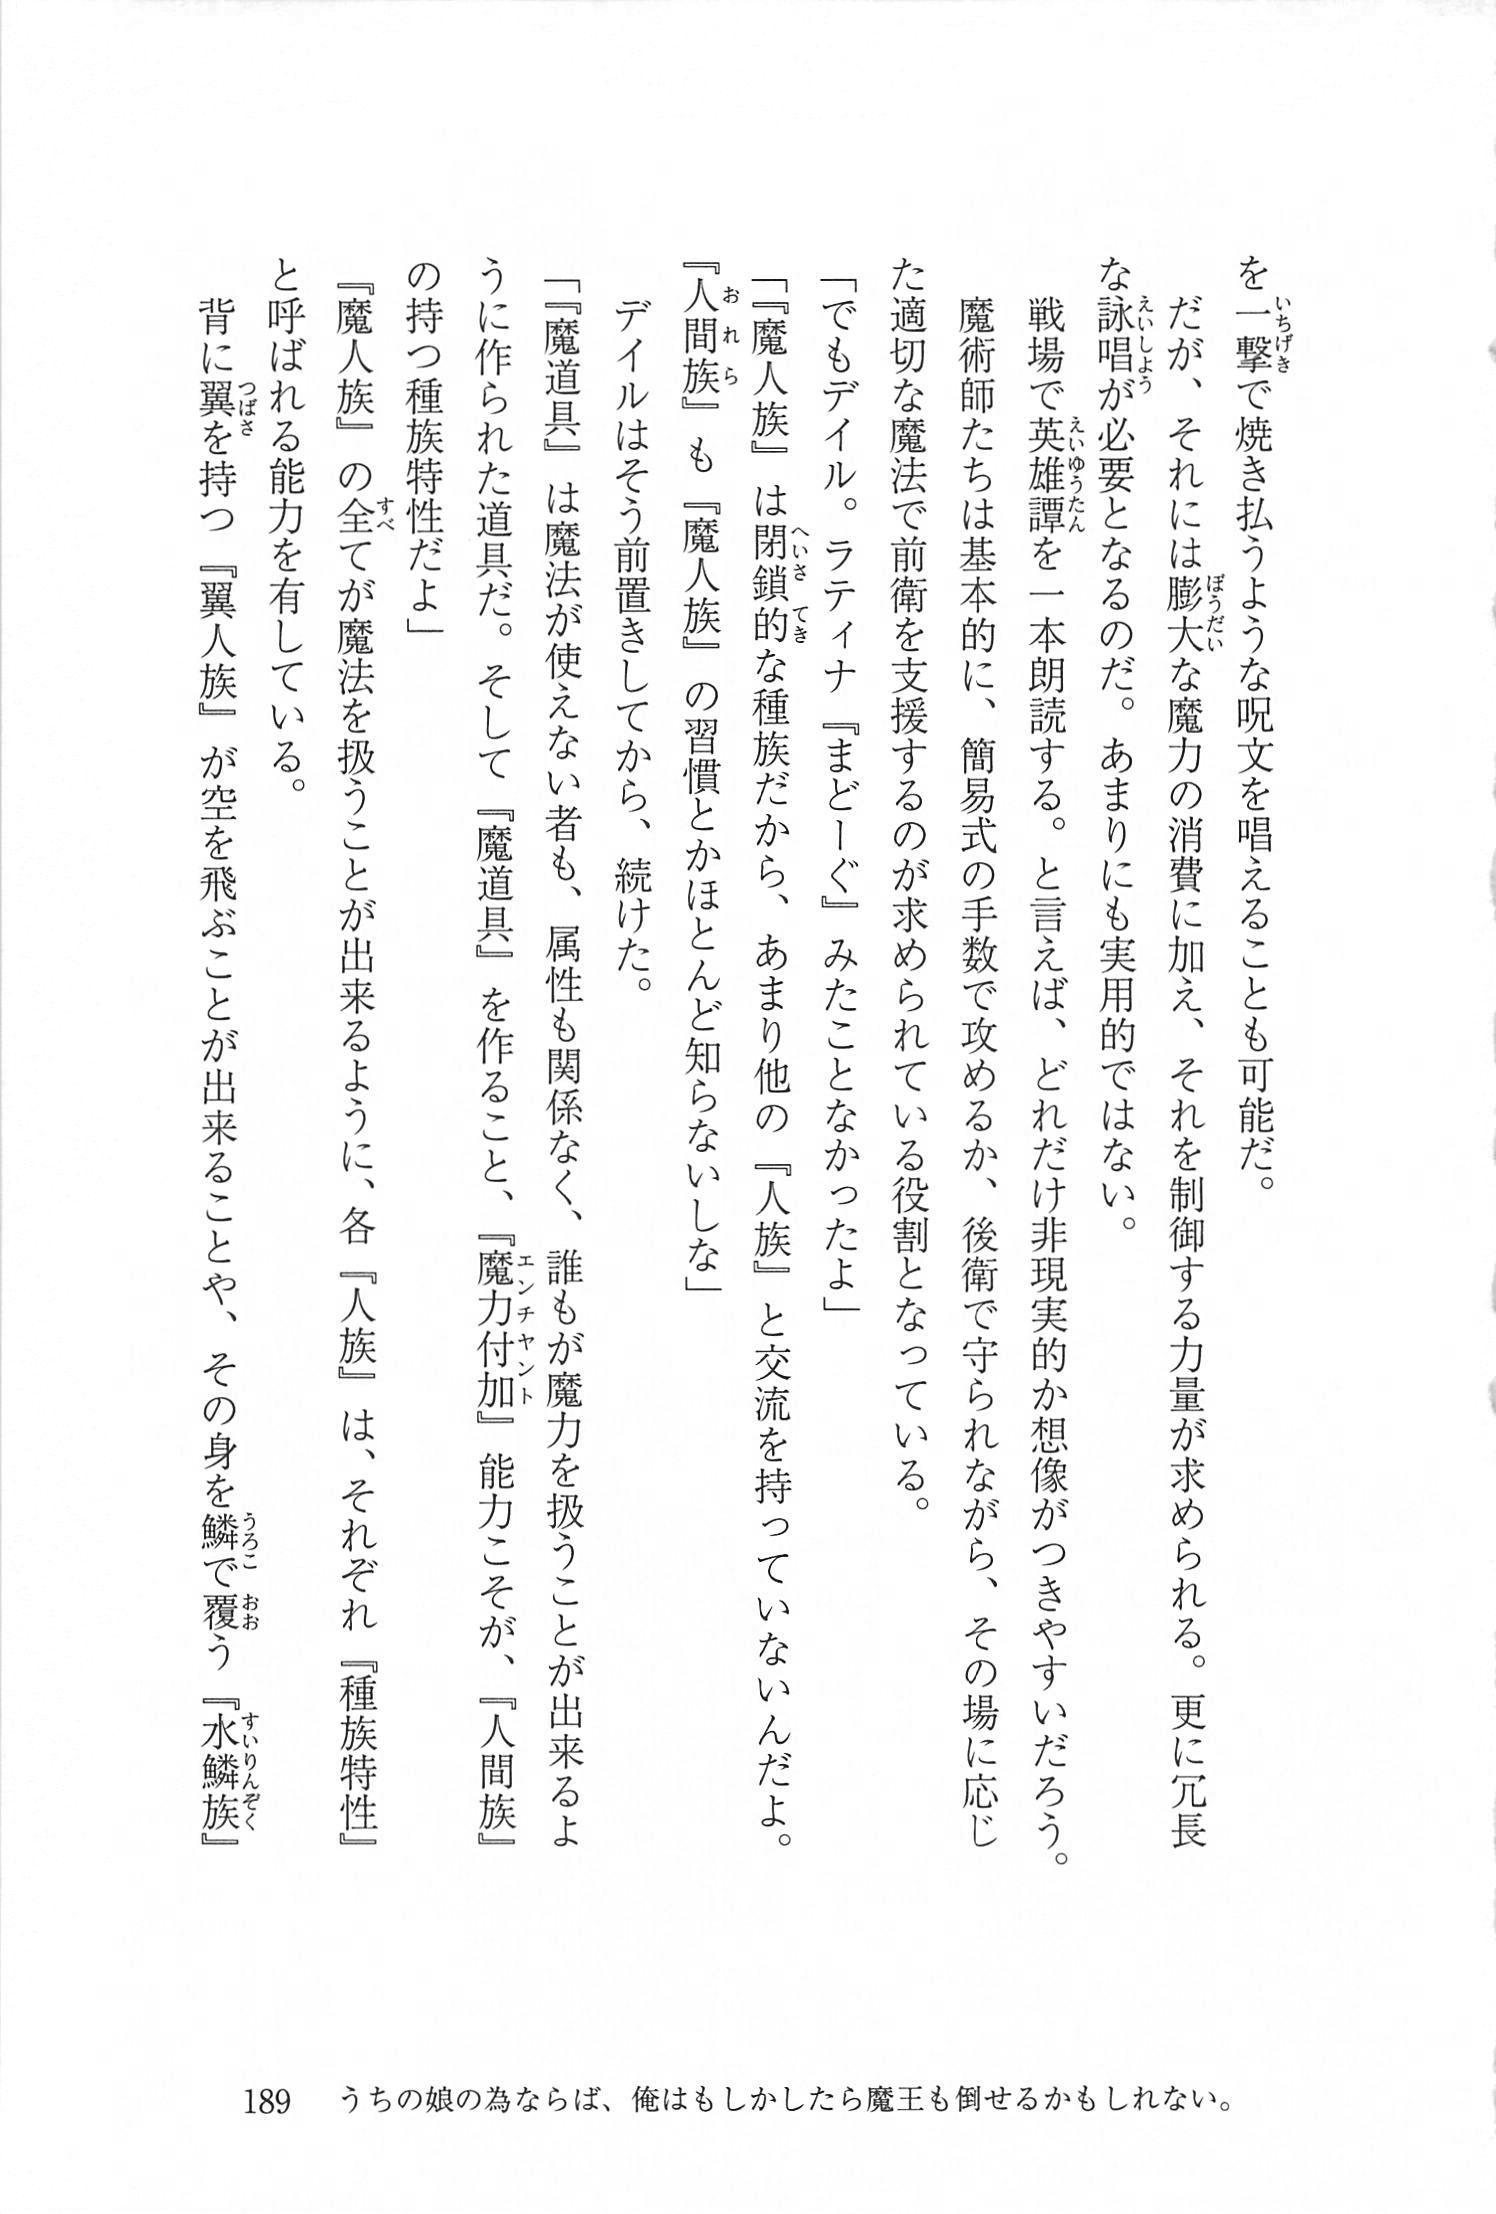 を一撃で焼き払うような呪文を唱えることも可能だ。
だが、それには膨大な魔力の消費に加え、それを制御する力量が求められる。更に冗長
な詠唱が必要となるのだ。あまりにも実用的ではない。
戦場で英雄譚を一本朗読する。と言えば、どれだけ非現実的か想像がつきやすいだろう。
魔術師たちは基本的に、簡易式の手数で攻めるか、後衛で守られながら、その場に応じ
た適切な魔法で前衛を支援するのが求められている役割となっている。
「でもデイル。ラティナ『まどーぐ』みたことなかったよ」
「『魔人族』は閉鎖的な種族だから、あまり他の『人族』と交流を持っていないんだよ。
『人間族』も『魔人族』の習慣とかほとんど知らないしな」
デイルはそう前置きしてから、続けた。
「『魔道具』は魔法が使えない者も、属性も関係なく、誰もが魔力を扱うことが出来るよ
うに作られた道具だ。そして『魔道具』を作ること、『魔力付加』能力こそが、『人間族』
の持つ種族特性だよ」
『魔人族』の全てが魔法を扱うことが出来るように、各『人族』は、それぞれ『種族特性』
と呼ばれる能力を有している。
背に翼を持つ『翼人族』が空を飛ぶことが出来ることや、その身を鱗で覆う『水鱗族』
189 うちの娘の為ならば、俺はもしかしたら魔王も倒せるかもしれない。